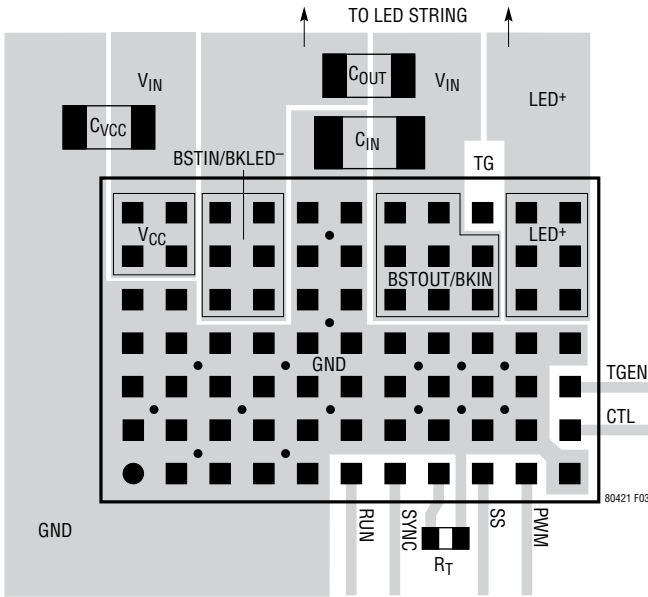 TO LED STRING
VIN
COUT
VIN
LED+
CVCC
CIN
BSTIN/BKLED–
TG
VCC
LED+
BSTOUT/BKIN
GND
TGEN
CTL
80421 F03
GND
RUN
SYNC
RT
SS
PWM